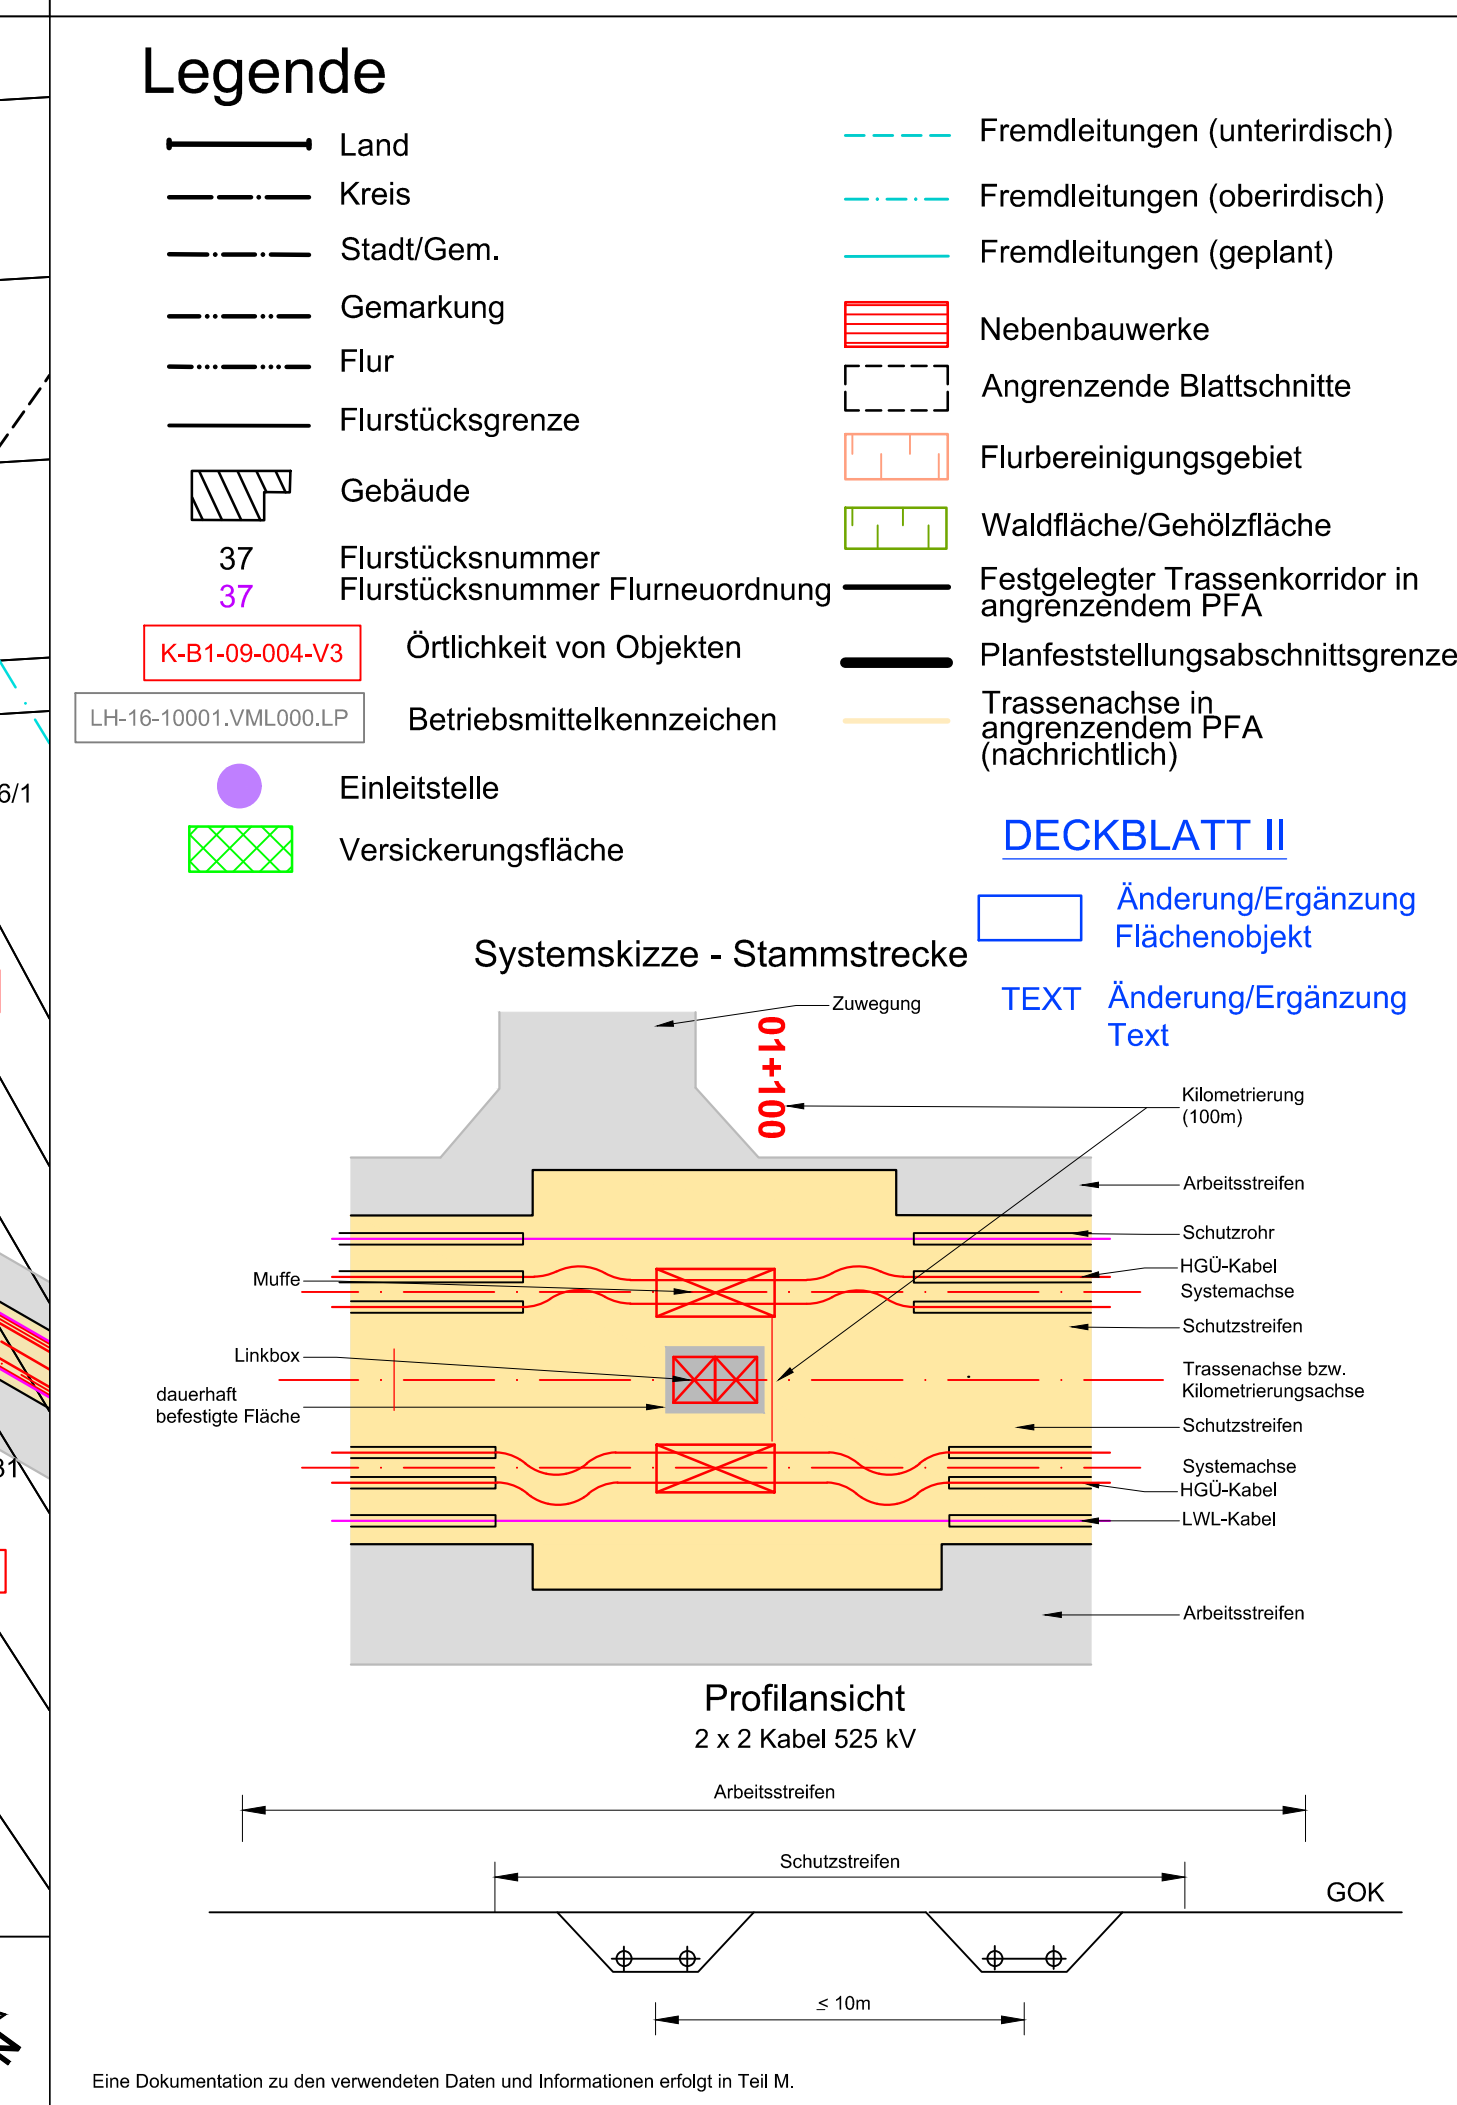 Legende
Land
Kreis
Stadt/Gem.
Gemarkung
Flur
Flurstücksgrenze
Gebäude
37 Flurstücksnummer
37 Flurstücksnummer Flurneuordnung
K-B1-09-004-V3 Örtlichkeit von Objekten
LH-16-10001.VML000.LP Betriebsmittelkennzeichen
Einleitstelle
Versickerungsfläche
Fremdleitungen (unterirdisch)
Fremdleitungen (oberirdisch)
Fremdleitungen (geplant)
Nebenbauwerke
Angrenzende Blattschnitte
Flurbereinigungsgebiet
Waldfläche/Gehölzfläche
Festgelegter Trassenkorridor in
angrenzendem PFA
Planfeststellungsabschnittsgrenze
Trassenachse in
angrenzendem PFA
(nachrichtlich)
6/1
DECKBLATT II
Änderung/Ergänzung
Flächenobjekt
TEXT Änderung/Ergänzung
Text
Systemskizze - Stammstrecke
Zuwegung
01+100
Kilometrierung
(100m)
Arbeitsstreifen
Schutzrohr
HGÜ-Kabel
Muffe
Systemachse
Schutzstreifen
Linkbox
Trassenachse bzw.
Kilometrierungsachse
dauerhaft
befestigte Fläche
Schutzstreifen
Systemachse
HGÜ-Kabel
LWL-Kabel
31
Arbeitsstreifen
Profilansicht
2 x 2 Kabel 525 kV
Arbeitsstreifen
Schutzstreifen
GOK
≤ 10m
Eine Dokumentation zu den verwendeten Daten und Informationen erfolgt in Teil M.